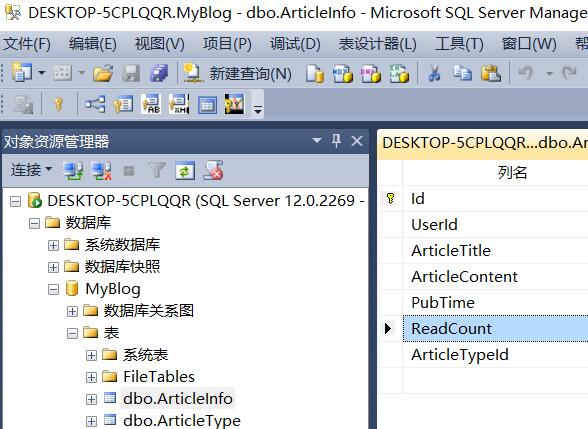 DESKTOP-5CPLQQR.MyBlog - dbo.ArticleInfo - Microsoft SQL Server Manage
文件(F) 编辑(E) 视图(V) 项目(P) 调试(D) 表设计器(L) 工具(T) 窗口(W) 帮
新建查询(N)
对象资源管理器
连接
DESKTOP-5CPLQQR (SQL Server 12.0.2269 -
数据库
系统数据库
数据库快照
MyBlog
数据库关系图
表
系统表
FileTables
dbo.ArticleInfo
dbo.ArticleType
DESKTOP-5CPLQQR...dbo.Ar
列名
Id
UserId
ArticleTitle
ArticleContent
PubTime
ReadCount
ArticleTypeId